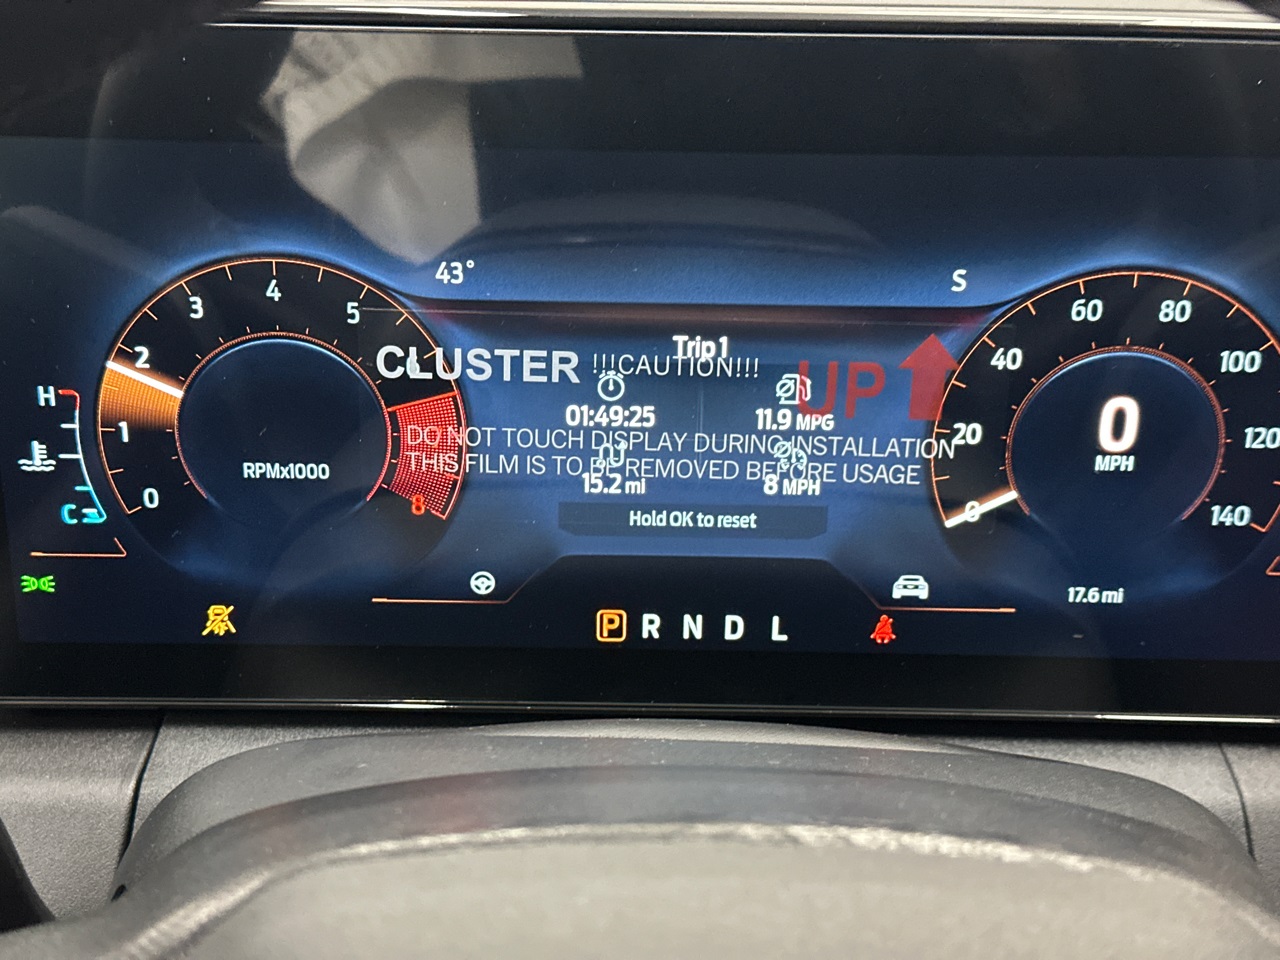 43°
S
3
4
5
2
1
0
8
RPMx1000
H
C
CLUSTER !!!CAUTION!!! UP
DO NOT TOUCH DISPLAY DURING INSTALLATION
THIS FILM IS TO BE REMOVED BEFORE USAGE
Trip 1
01:49:25
11.9 MPG
15.2 mi
8 MPH
Hold OK to reset
60
80
40
100
20
120
0
140
0
MPH
17.6 mi
P R N D L